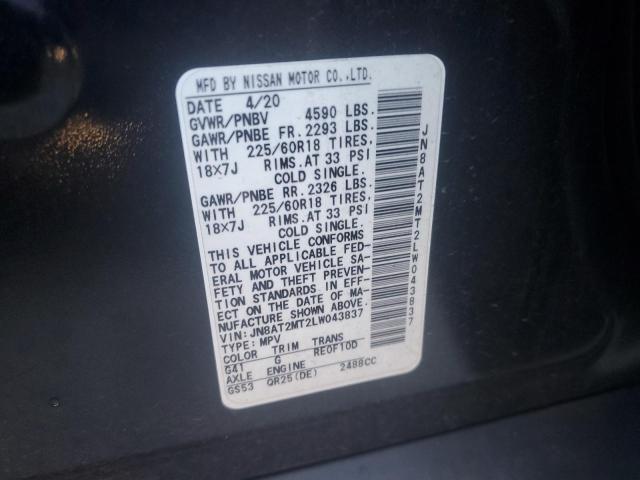 MFD BY NISSAN MOTOR CO.,LTD.
DATE 4/20
GVWR/PNBV 4590 LBS.
GAWR/PNBE FR. 2293 LBS.
WITH 225/60R18 TIRES,
18X7J RIMS.AT 33 PSI
COLD SINGLE.
GAWR/PNBE RR. 2326 LBS.
WITH 225/60R18 TIRES,
18X7J RIMS.AT 33 PSI
COLD SINGLE.
THIS VEHICLE CONFORMS
TO ALL APPLICABLE FED-
ERAL MOTOR VEHICLE SA-
FETY AND THEFT PREVEN-
TION STANDARDS IN EFF-
ECT ON THE DATE OF MA-
NUFACTURE SHOWN ABOVE.
VIN:JN8AT2MT2LW043837
TYPE: MPV
COLOR TRIM TRANS
G41 G RE0F10D
AXLE ENGINE
GS53 QR25(DE) 2488CC
JN8AT2MT2LW043837